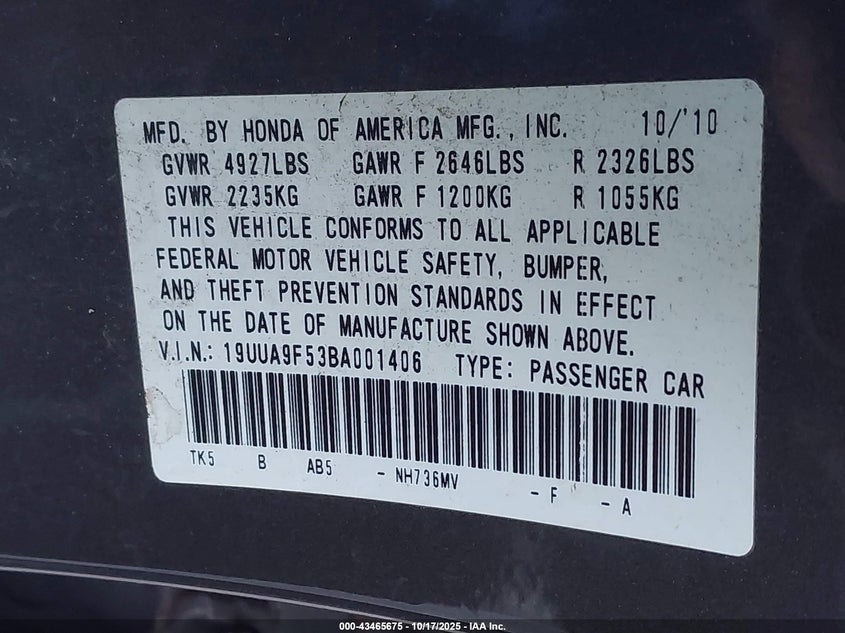 MFD. BY HONDA OF AMERICA MFG., INC. 10/'10
GVWR 4927LBS GAWR F 2646LBS R 2326LBS
GVWR 2235KG GAWR F 1200KG R 1055KG
THIS VEHICLE CONFORMS TO ALL APPLICABLE
FEDERAL MOTOR VEHICLE SAFETY, BUMPER,
AND THEFT PREVENTION STANDARDS IN EFFECT
ON THE DATE OF MANUFACTURE SHOWN ABOVE.
V.I.N.: 19UUA9F53BA001406 TYPE: PASSENGER CAR
TK5 B AB5 - NH736MV - F - A
000-43465675 - 10/17/2025 - IAA Inc.